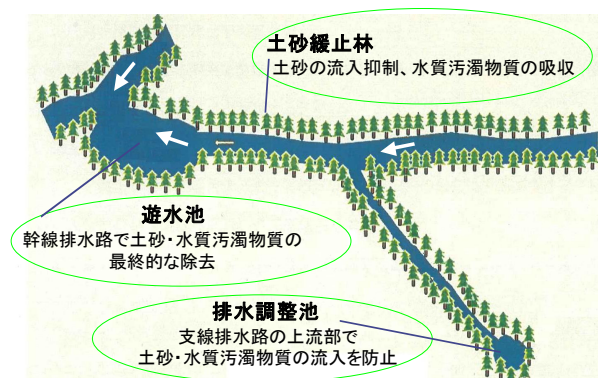 土砂緩止林
土砂の流入抑制、水質汚濁物質の吸収
遊水池
幹線排水路で土砂・水質汚濁物質の
最終的な除去
排水調整池
支線排水路の上流部で
土砂・水質汚濁物質の流入を防止